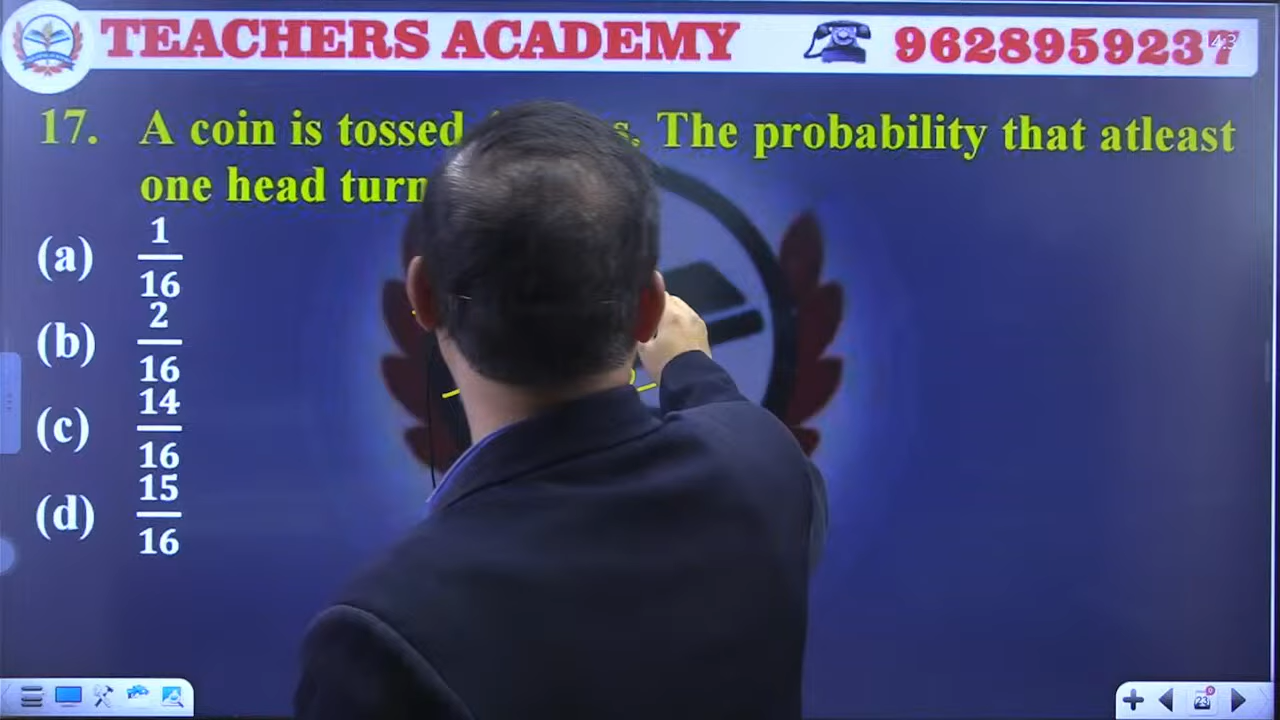 TEACHERS ACADEMY 9628959237
17. A coin is tossed The probability that atleast
one head turn
(a) 1/16
(b) 2/16
(c) 14/16
(d) 15/16
23